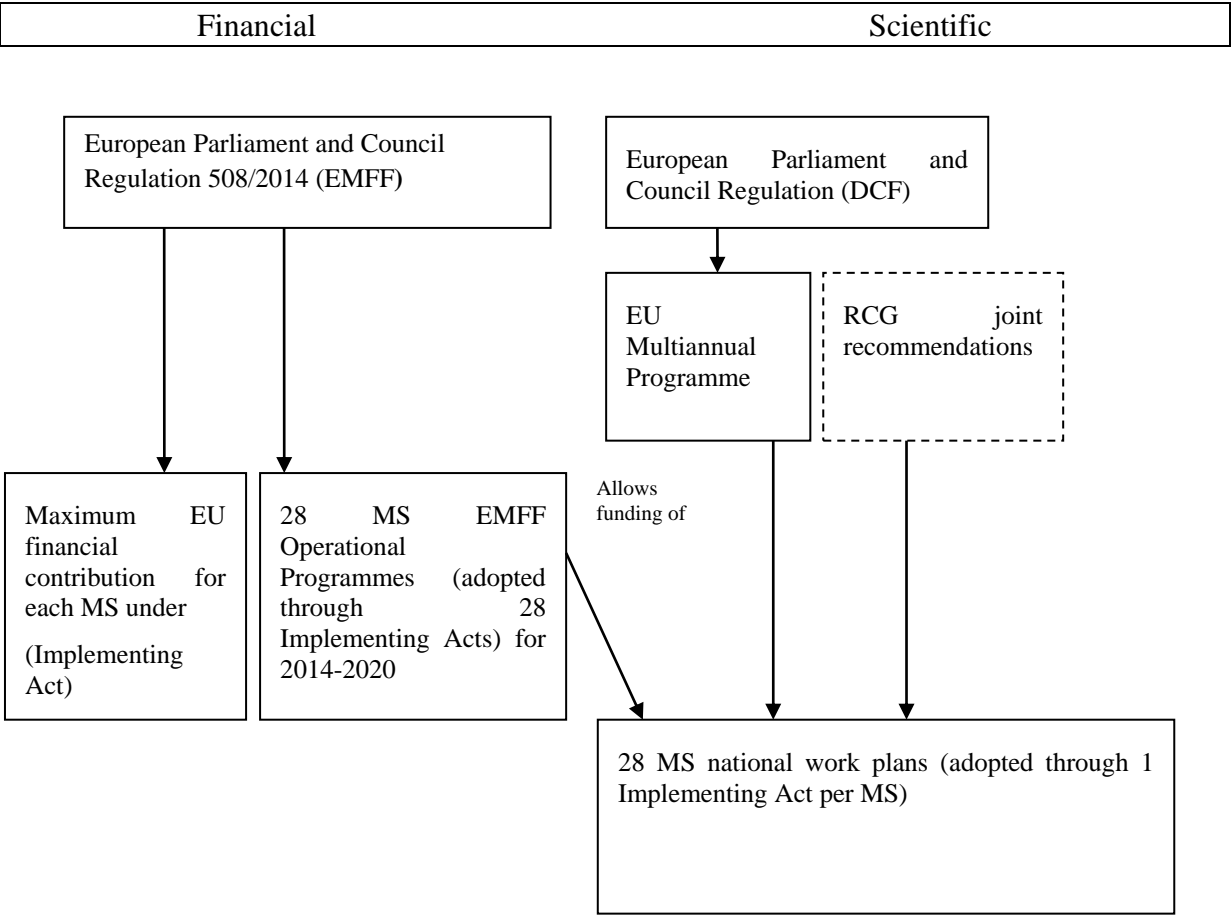 Financial
Scientific
European Parliament and Council
Regulation 508/2014 (EMFF)
European Parliament and
Council Regulation (DCF)
EU
Multiannual
Programme
RCG joint
recommendations
Maximum EU
financial
contribution for
each MS under
(Implementing
Act)
28 MS EMFF
Operational
Programmes (adopted
through 28
Implementing Acts) for
2014-2020
Allows
funding of
28 MS national work plans (adopted through 1
Implementing Act per MS)